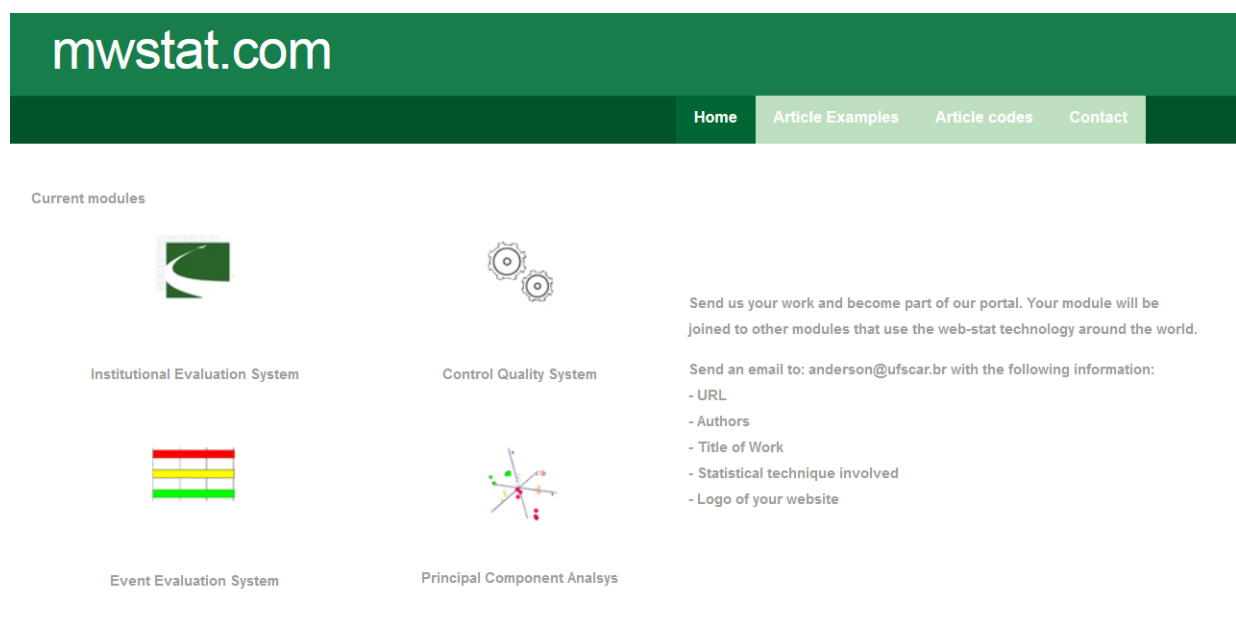 mwstat.com
Home
Article Examples
Article codes
Contact
Current modules
Institutional Evaluation System
Control Quality System
Event Evaluation System
Principal Component Analsys
Send us your work and become part of our portal. Your module will be
joined to other modules that use the web-stat technology around the world.
Send an email to: anderson@ufscar.br with the following information:
- URL
- Authors
- Title of Work
- Statistical technique involved
- Logo of your website